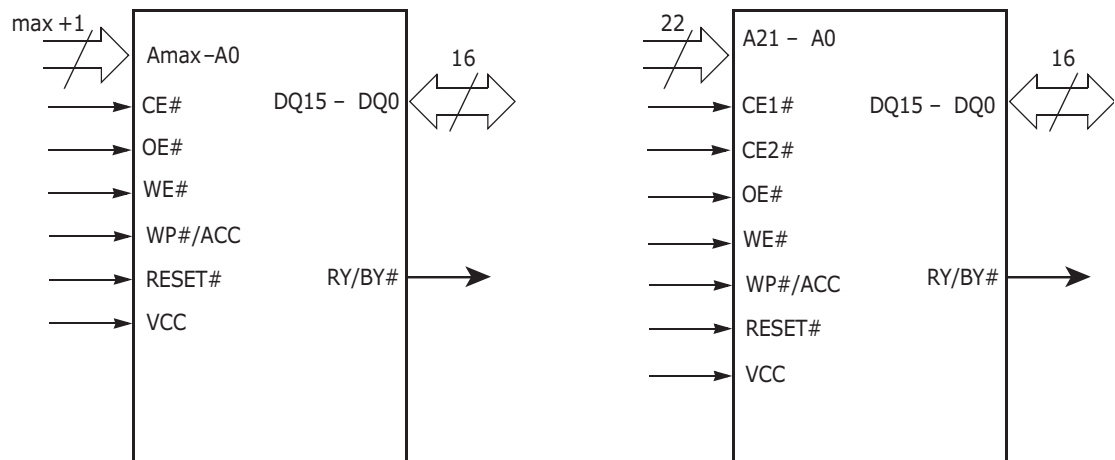 max +1
Amax–A0
16
CE#
DQ15 – DQ0
OE#
WE#
WP#/ACC
RESET#
RY/BY#
VCC
22
A21 – A0
16
CE1#
DQ15 – DQ0
CE2#
OE#
WE#
WP#/ACC
RY/BY#
RESET#
VCC